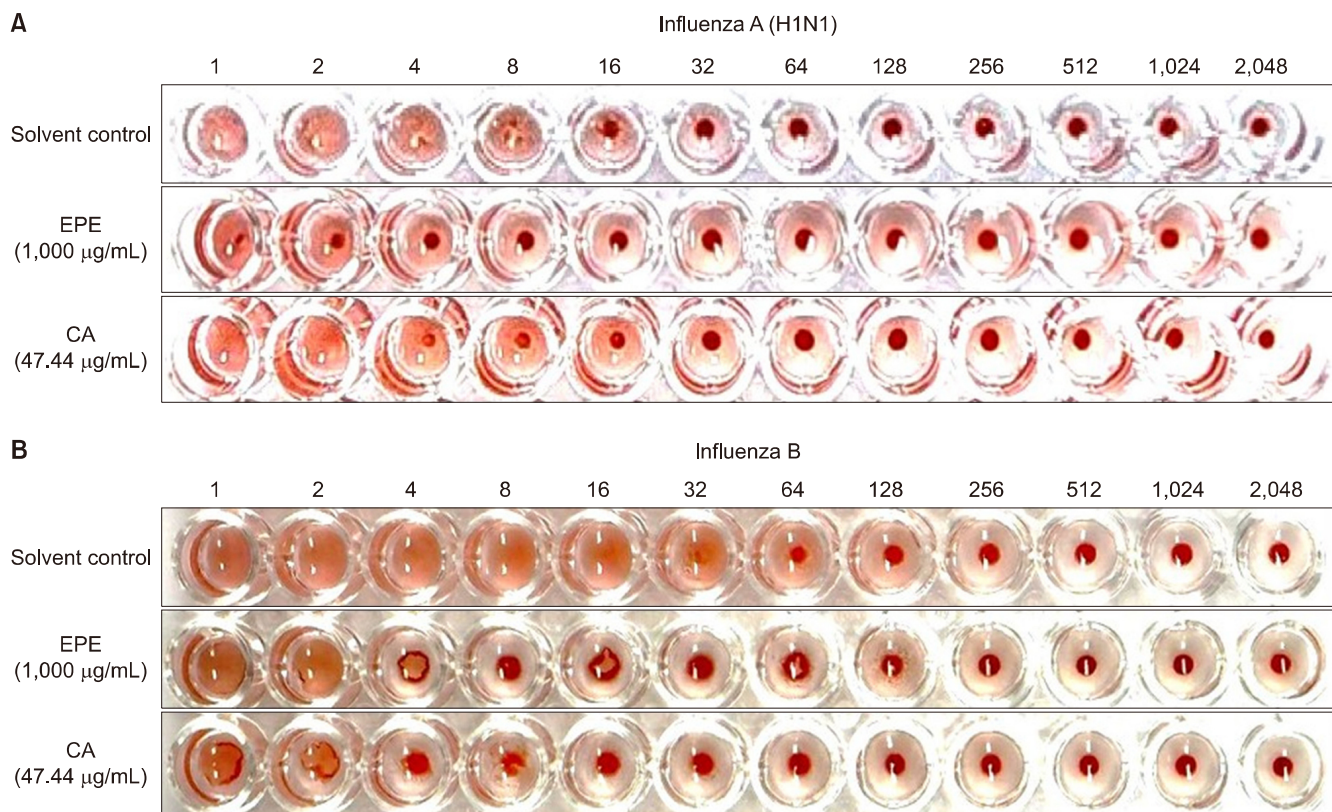 A
Influenza A (H1N1)
1 2 4 8 16 32 64 128 256 512 1,024 2,048
Solvent control
EPE
(1,000 μg/mL)
CA
(47.44 μg/mL)
B
Influenza B
1 2 4 8 16 32 64 128 256 512 1,024 2,048
Solvent control
EPE
(1,000 μg/mL)
CA
(47.44 μg/mL)